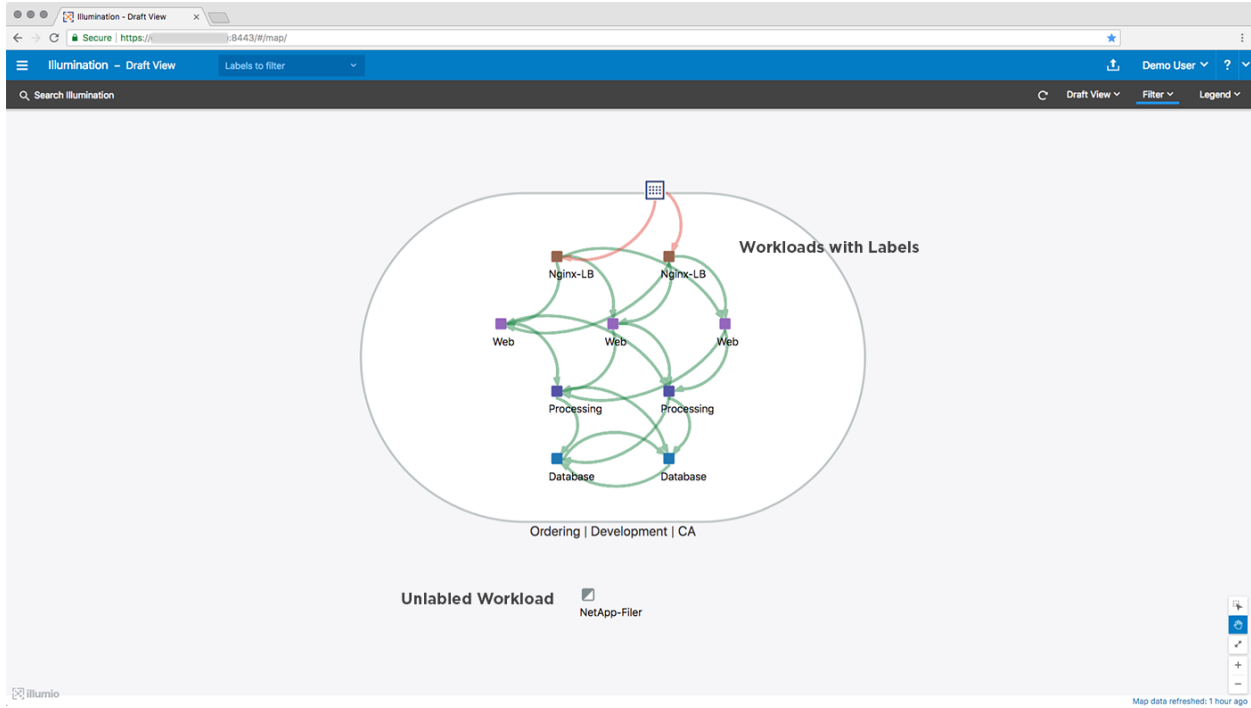 Illumination - Draft View
Secure | https:// :8443/#/map/
Illumination – Draft View Labels to filter Demo User ?
Search Illumination Draft View Filter Legend
Workloads with Labels
Nginx-LB Nginx-LB
Web Web Web
Processing Processing
Database Database
Ordering | Development | CA
Unlabled Workload
NetApp-Filer
illumio
Map data refreshed: 1 hour ago